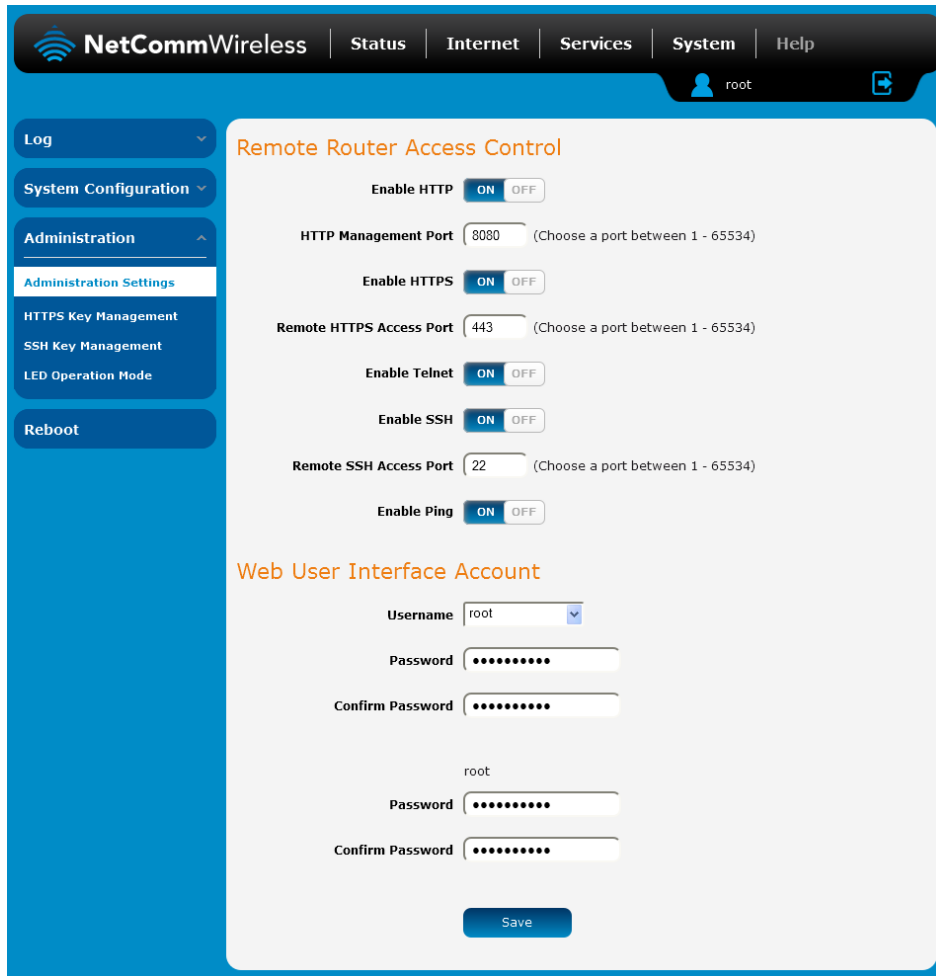 NetCommWireless Status Internet Services System Help
root
Log
System Configuration
Administration
Administration Settings
HTTPS Key Management
SSH Key Management
LED Operation Mode
Reboot
Remote Router Access Control
Enable HTTP ON OFF
HTTP Management Port 8080 (Choose a port between 1 - 65534)
Enable HTTPS ON OFF
Remote HTTPS Access Port 443 (Choose a port between 1 - 65534)
Enable Telnet ON OFF
Enable SSH ON OFF
Remote SSH Access Port 22 (Choose a port between 1 - 65534)
Enable Ping ON OFF
Web User Interface Account
Username root
Password ••••••••••
Confirm Password ••••••••••
root
Password ••••••••••
Confirm Password ••••••••••
Save